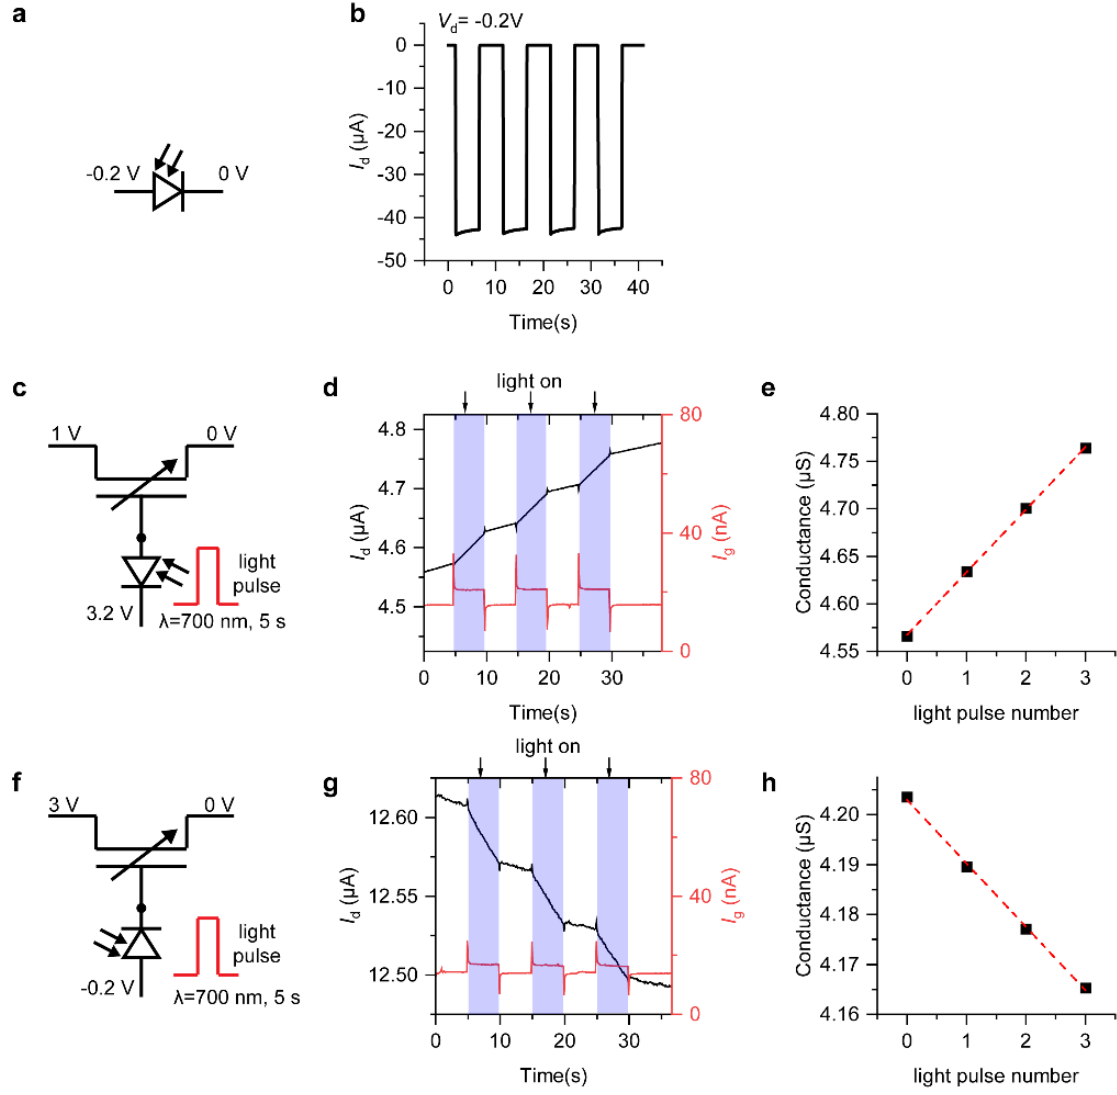 a
-0.2 V
0 V
b
Vd= -0.2V
0
-10
-20
-30
-40
-50
Id (µA)
0 10 20 30 40
Time(s)
c
1 V
0 V
3.2 V
light
pulse
λ=700 nm, 5 s
d
light on
4.8
4.7
4.6
4.5
Id (µA)
80
40
0
Ig (nA)
0 10 20 30
Time(s)
e
4.80
4.75
4.70
4.65
4.60
4.55
Conductance (µS)
0 1 2 3
light pulse number
f
3 V
0 V
-0.2 V
light
pulse
λ=700 nm, 5 s
g
light on
12.60
12.55
12.50
Id (µA)
80
40
0
Ig (nA)
0 10 20 30
Time(s)
h
4.20
4.19
4.18
4.17
4.16
Conductance (µS)
0 1 2 3
light pulse number